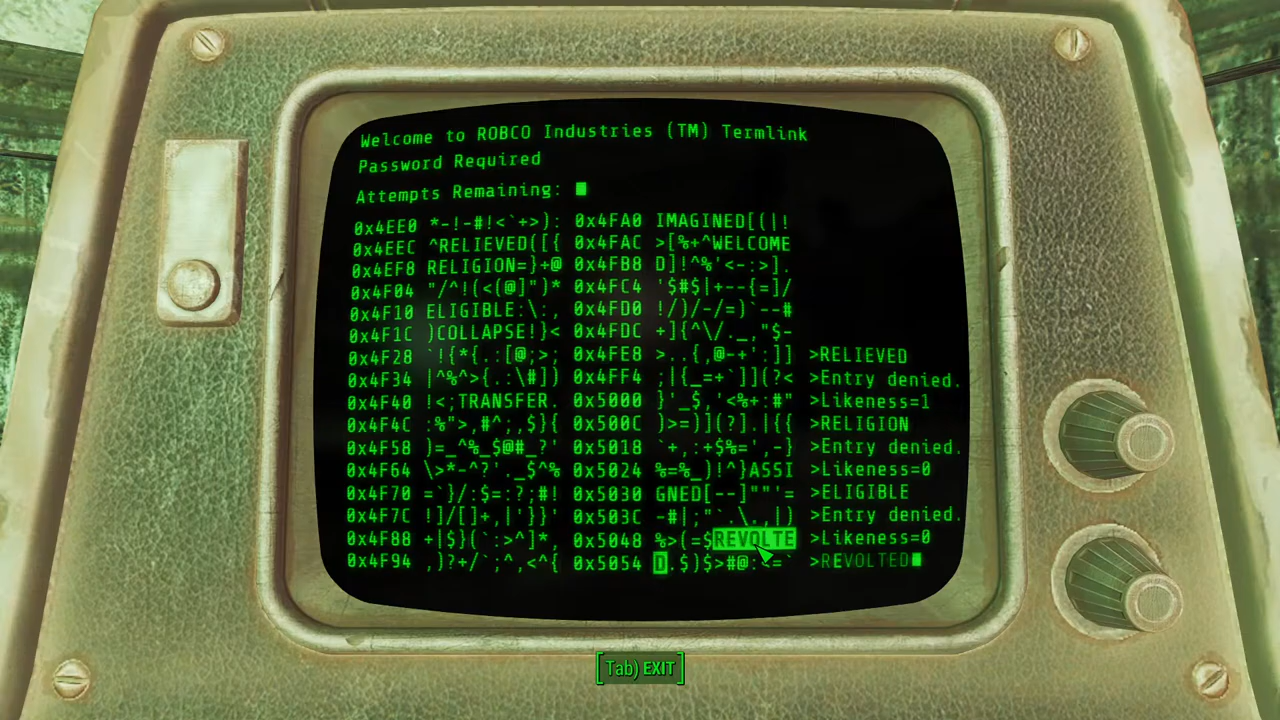 Welcome to ROBCO Industries (TM) Termlink
Password Required
Attempts Remaining: ■
0x4EE0 *-!-#!<`+>): 0x4FA0 IMAGINED[(|!
0x4EEC ^RELIEVED([{ 0x4FAC >[%+^WELCOME
0x4EF8 RELIGION=}+@ 0x4FB8 D]!^%'<-:>].
0x4F04 "/^!(<(@]")* 0x4FC4 '$#$|+--{=]/
0x4F10 ELIGIBLE:\:, 0x4FD0 !/)/-/=)`--#
0x4F1C )COLLAPSE!}< 0x4FDC +]{^\/._,"$-
0x4F28 `!{*{.:[@;>; 0x4FE8 >..{,@-+':]] >RELIEVED
0x4F34 |^%^>{.:\#]) 0x4FF4 ;|{_=+`]](?< >Entry denied.
0x4F40 !<;TRANSFER. 0x5000 }'_$,'<%+:#" >Likeness=1
0x4F4C :%">,#^;,$}{ 0x500C )>=)](?].|{{ >RELIGION
0x4F58 )=_^%_$@#_?' 0x5018 `+,:+$%=',-} >Entry denied.
0x4F64 \>*-^?'._$^% 0x5024 %=%_)!^}ASSI >Likeness=0
0x4F70 =`}/:$=:?;#! 0x5030 GNED[--]""'= >ELIGIBLE
0x4F7C !]/[]+,|'}}' 0x503C -#|;"`.\.,|) >Entry denied.
0x4F88 +|$}(`:>^]*, 0x5048 %>(=$REVOLTE >Likeness=0
0x4F94 ,)?+/`;^,<^{ 0x5054 D.$)$>#@:<=` >REVOLTED■
[Tab) EXIT]